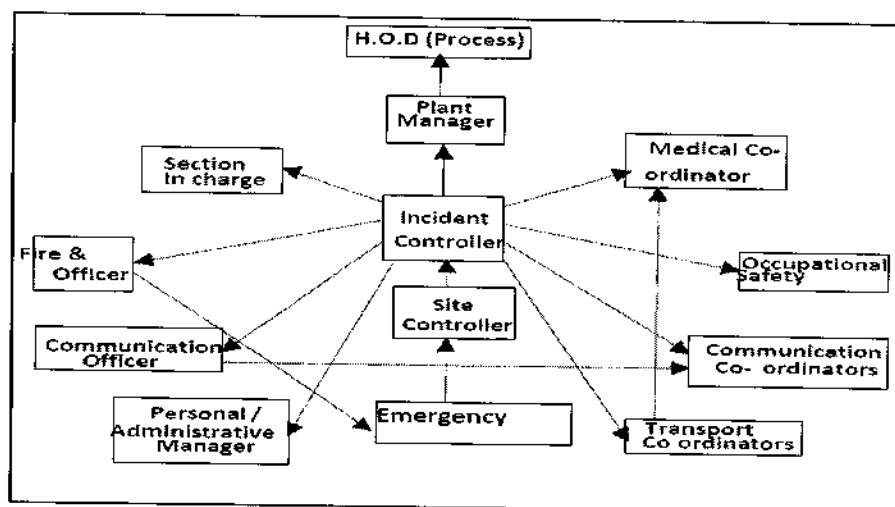 H.O.D (Process)
Plant
Manager
Section
In charge
Medical Co-
ordinator
Incident
Controller
Fire &
Officer
Occupational
Safety
Site
Controller
Communication
Officer
Communication
Co- ordinators
Personal /
Administrative
Manager
Emergency
Transport
Co ordinators